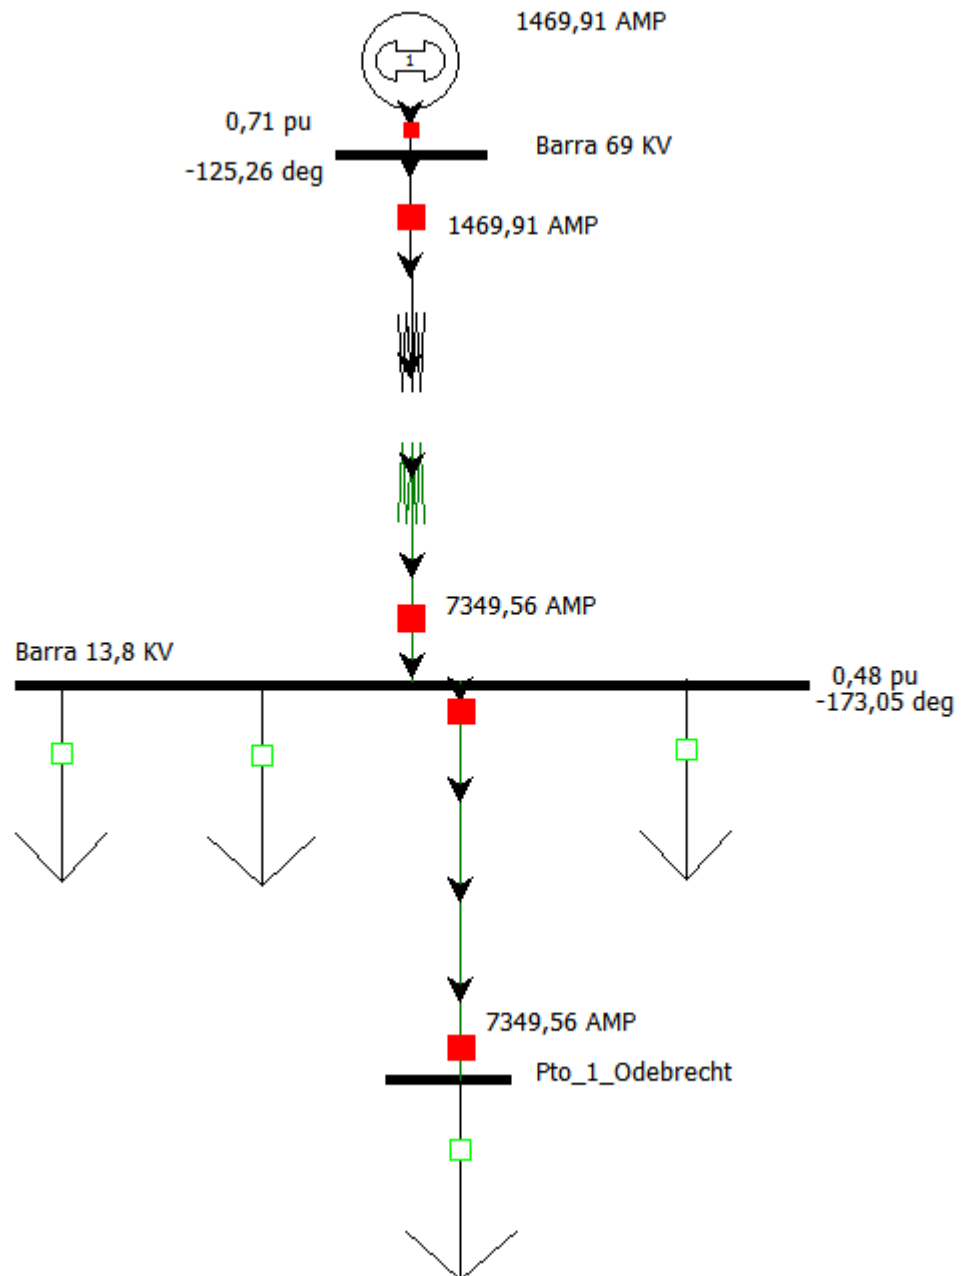 1469,91 AMP
1
0,71 pu
Barra 69 KV
-125,26 deg
1469,91 AMP
7349,56 AMP
Barra 13,8 KV
0,48 pu
-173,05 deg
7349,56 AMP
Pto_1_Odebrecht